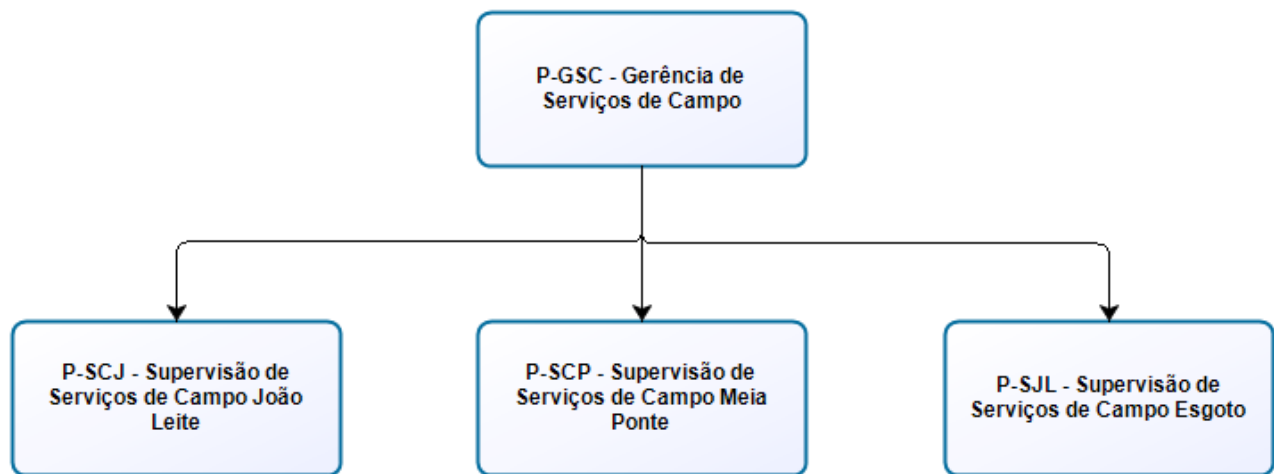 P-GSC - Gerência de
Serviços de Campo
P-SCJ - Supervisão de
Serviços de Campo João
Leite
P-SCP - Supervisão de
Serviços de Campo Meia
Ponte
P-SJL - Supervisão de
Serviços de Campo Esgoto